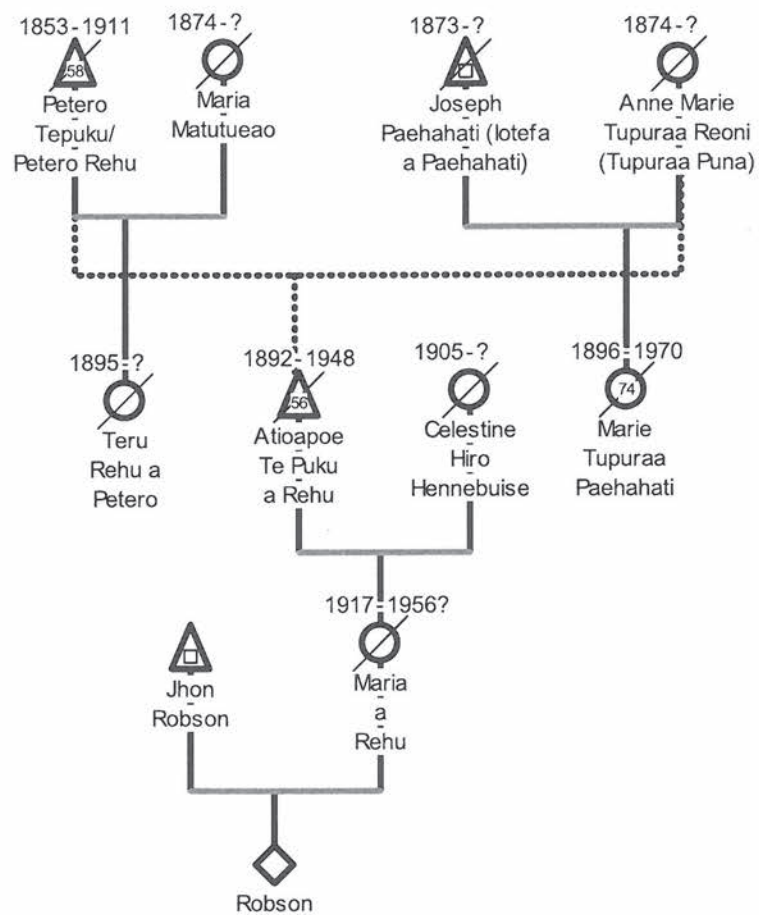 1853-1911
58
Petero
Tepuku/
Petero Rehu
1874-?
Maria
Matutueao
1873-?
Joseph
Paehahati (Iotefa
a Paehahati)
1874-?
Anne Marie
Tupuraa Reoni
(Tupuraa Puna)
1895-?
Teru
Rehu a
Petero
1892-1948
56
Atioapoe
Te Puku
a Rehu
1905-?
Celestine
Hiro
Hennebuise
1896-1970
74
Marie
Tupuraa
Paehahati
Jhon
Robson
1917-1956?
Maria
a
Rehu
Robson